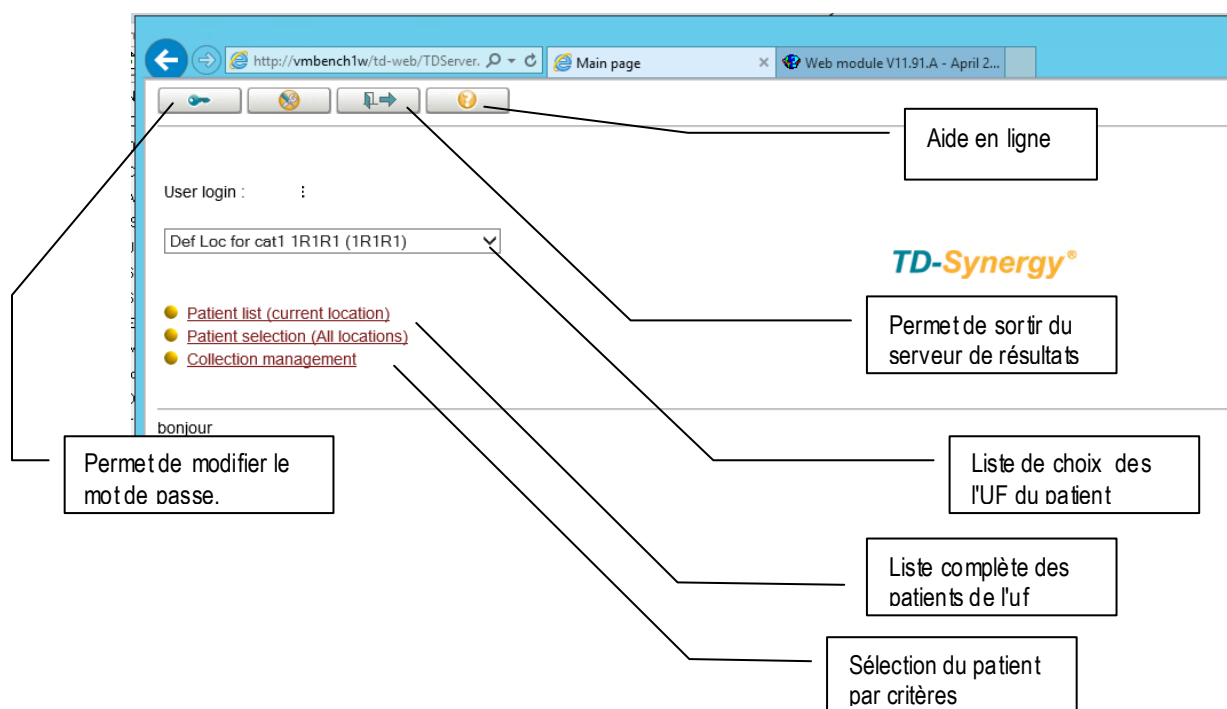 http://vmbench1w/td-web/TDServer.
Main page
Web module V11.91.A - April 2...
Aide en ligne
User login :
Def Loc for cat1 1R1R1 (1R1R1)
TD-Synergy®
Patient list (current location)
Patient selection (All locations)
Collection management
Permet de sortir du
serveur de résultats
bonjour
Permet de modifier le
mot de passe.
Liste de choix des
l'UF du patient
Liste complète des
patients de l'uf
Sélection du patient
par critères